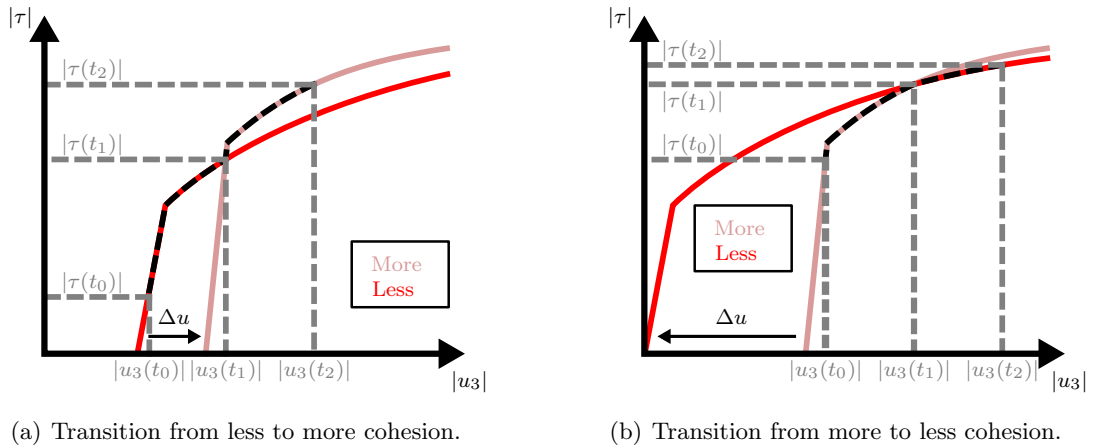 |τ|
|τ(t₂)|
|τ(t₁)|
|τ(t₀)|
More
Less
Δu
|u₃(t₀)| |u₃(t₁)| |u₃(t₂)|
|u₃|
(a) Transition from less to more cohesion.
|τ|
|τ(t₂)|
|τ(t₁)|
|τ(t₀)|
More
Less
Δu
|u₃(t₀)| |u₃(t₁)| |u₃(t₂)|
|u₃|
(b) Transition from more to less cohesion.